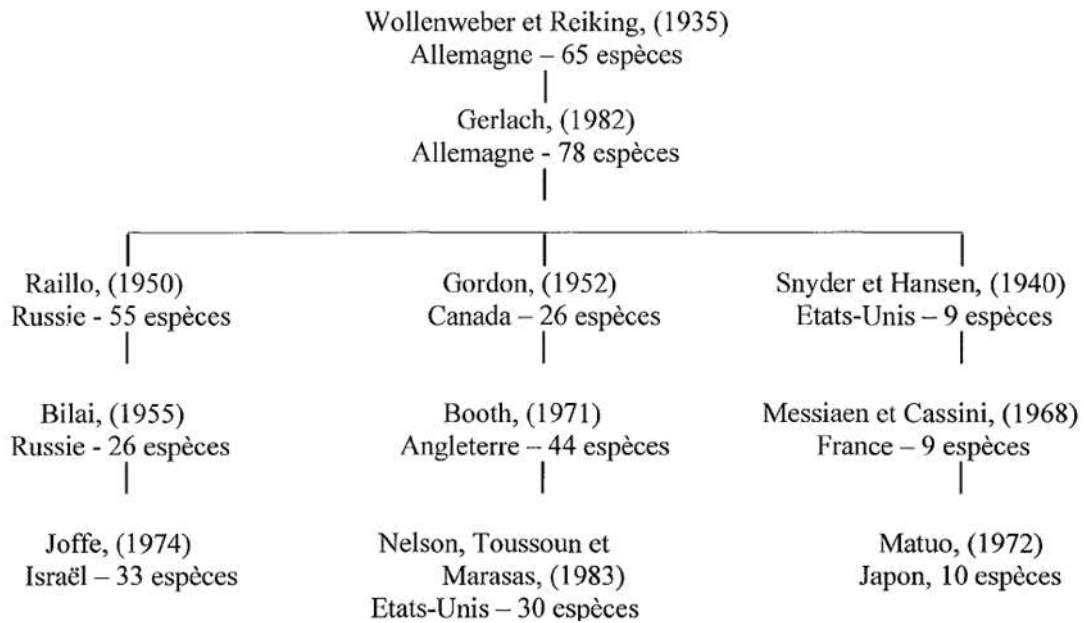 Wollenweber et Reiking, (1935)
Allemagne – 65 espèces
Gerlach, (1982)
Allemagne - 78 espèces
Raillo, (1950)
Russie - 55 espèces
Gordon, (1952)
Canada – 26 espèces
Snyder et Hansen, (1940)
Etats-Unis – 9 espèces
Bilai, (1955)
Russie - 26 espèces
Booth, (1971)
Angleterre – 44 espèces
Messiaen et Cassini, (1968)
France – 9 espèces
Joffe, (1974)
Israël – 33 espèces
Nelson, Toussoun et
Marasas, (1983)
Etats-Unis – 30 espèces
Matuo, (1972)
Japon, 10 espèces